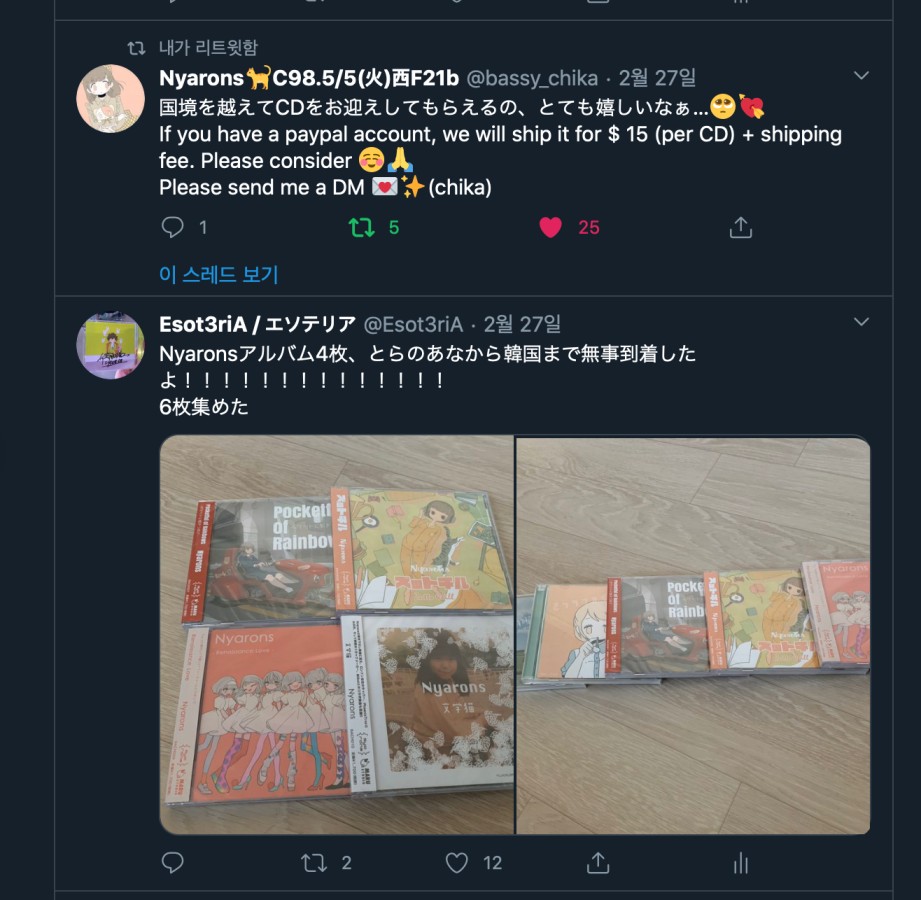 내가 리트윗함
Nyarons🐈C98.5/5(火)西F21b @bassy_chika · 2월 27일
国境を越えてCDをお迎えしてもらえるの、とても嬉しいなぁ...🥺💘
If you have a paypal account, we will ship it for $ 15 (per CD) + shipping
fee. Please consider ☺️🙏
Please send me a DM 💌✨(chika)
1 5 25
이 스레드 보기
Esot3riA / エソテリア @Esot3riA · 2월 27일
Nyaronsアルバム4枚、とらのあなから韓国まで無事到着した
よ！！！！！！！！！！！！！！
6枚集めた
Pocketf
of
Rainbow
Nyarons
Nyarons
Nyarons
文学猫
Nyarons
Pocke
of
Rainb
Nyarons
2 12